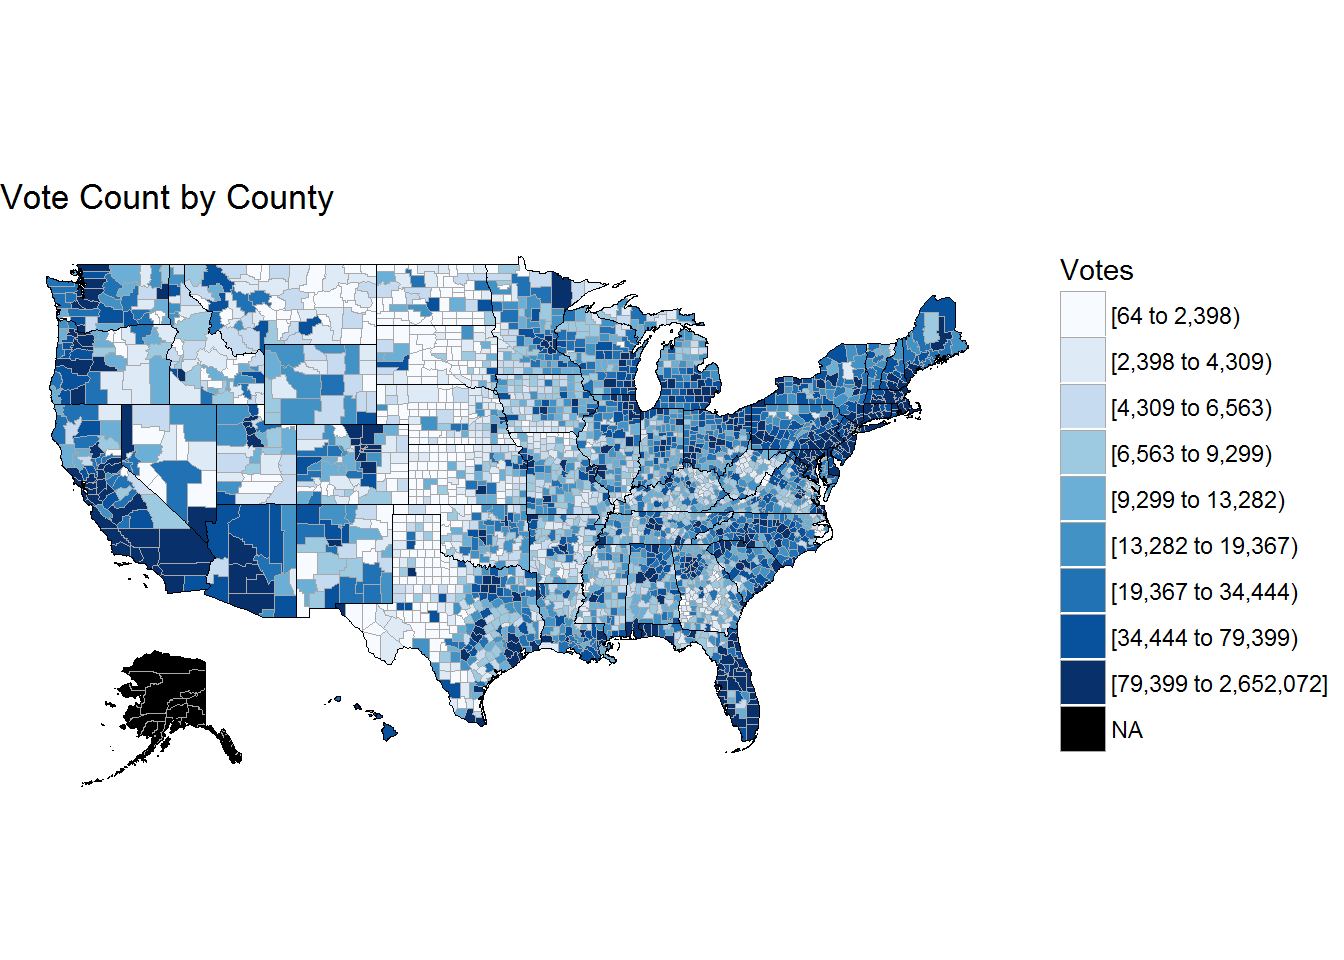 Vote Count by County
Votes
[64 to 2,398)
[2,398 to 4,309)
[4,309 to 6,563)
[6,563 to 9,299)
[9,299 to 13,282)
[13,282 to 19,367)
[19,367 to 34,444)
[34,444 to 79,399)
[79,399 to 2,652,072]
NA